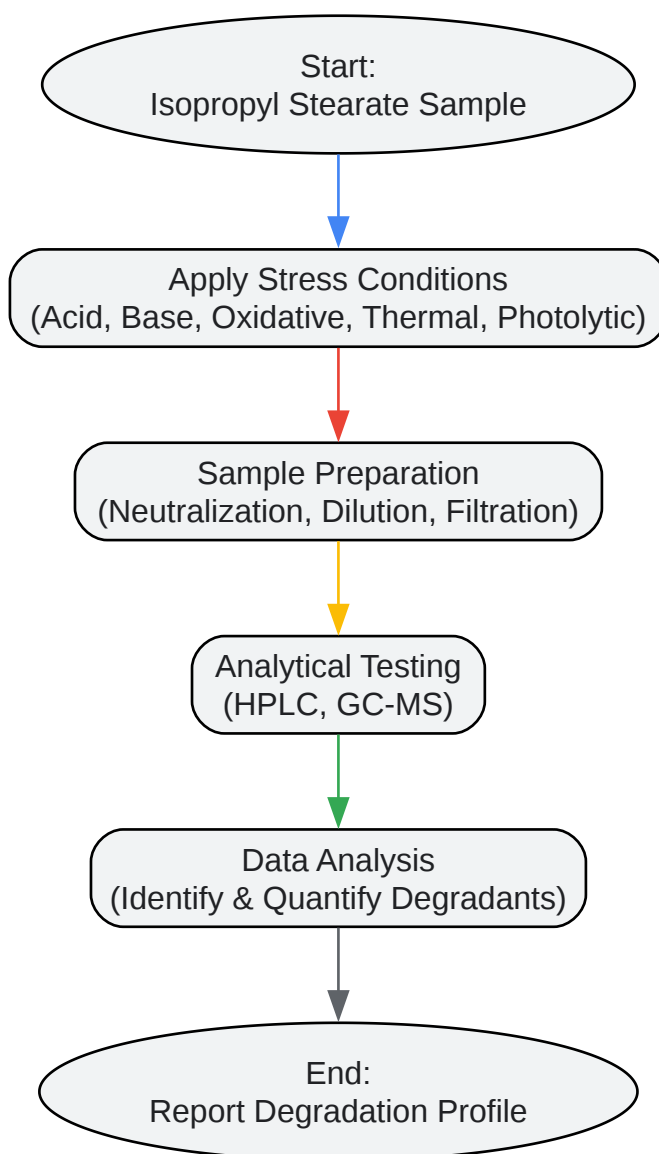 Start:
Isopropyl Stearate Sample
Apply Stress Conditions
(Acid, Base, Oxidative, Thermal, Photolytic)
Sample Preparation
(Neutralization, Dilution, Filtration)
Analytical Testing
(HPLC, GC-MS)
Data Analysis
(Identify & Quantify Degradants)
End:
Report Degradation Profile